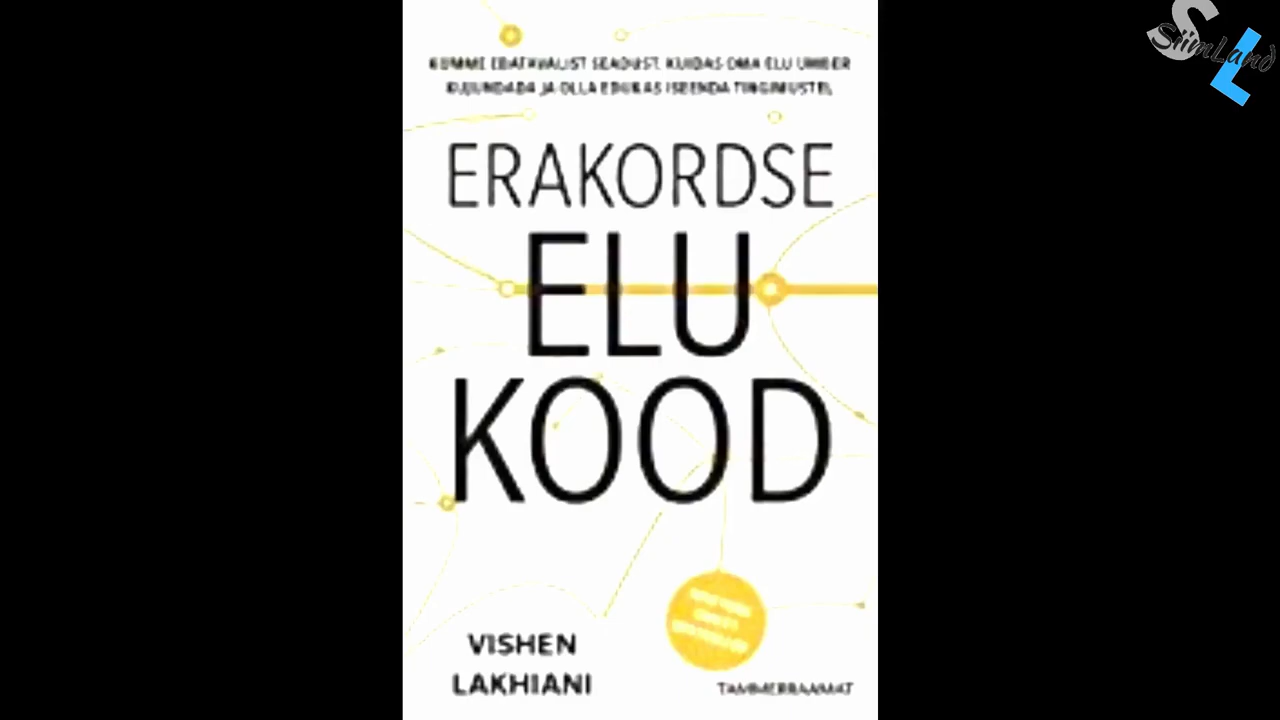 KÜMME EBATAVALIST SEADUST, KUIDAS OMA ELU ÜMBER
KUJUNDADA JA OLLA EDUKAS ISEENDA TINGIMUSTEL
ERAKORDSE
ELU
KOOD
VISHEN
LAKHIANI
TAMMERRAAMAT
SiimLand
SL